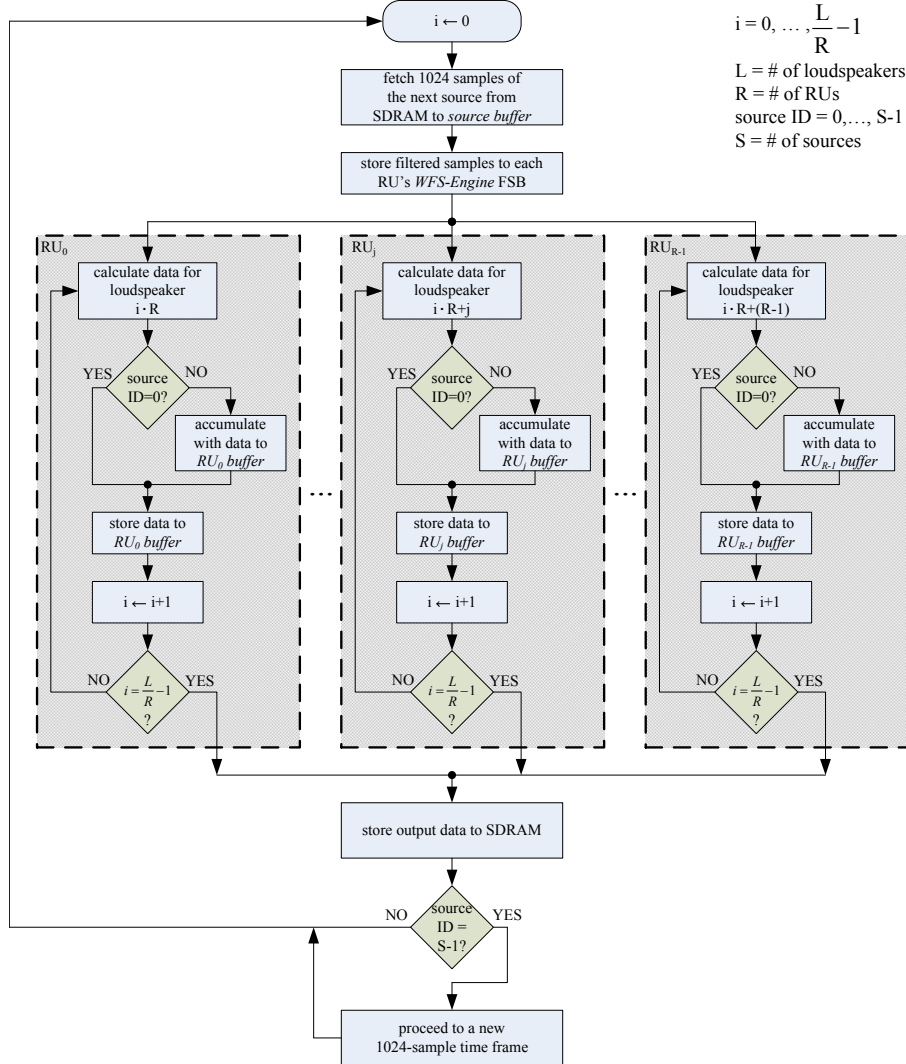 i ← 0
i = 0, … , L/R −1
L = # of loudspeakers
R = # of RUs
source ID = 0,…, S-1
S = # of sources
fetch 1024 samples of
the next source from
SDRAM to source buffer
store filtered samples to each
RU's WFS-Engine FSB
RU0
calculate data for
loudspeaker
i · R
YES
source
ID=0?
NO
accumulate
with data to
RU0 buffer
store data to
RU0 buffer
i ← i+1
NO
i = L/R −1
?
YES
...
RUj
calculate data for
loudspeaker
i · R+j
YES
source
ID=0?
NO
accumulate
with data to
RUj buffer
store data to
RUj buffer
i ← i+1
NO
i = L/R −1
?
YES
...
RUR-1
calculate data for
loudspeaker
i · R+(R-1)
YES
source
ID=0?
NO
accumulate
with data to
RUR-1 buffer
store data to
RUR-1 buffer
i ← i+1
NO
i = L/R −1
?
YES
store output data to SDRAM
NO
source
ID =
S-1?
YES
proceed to a new
1024-sample time frame